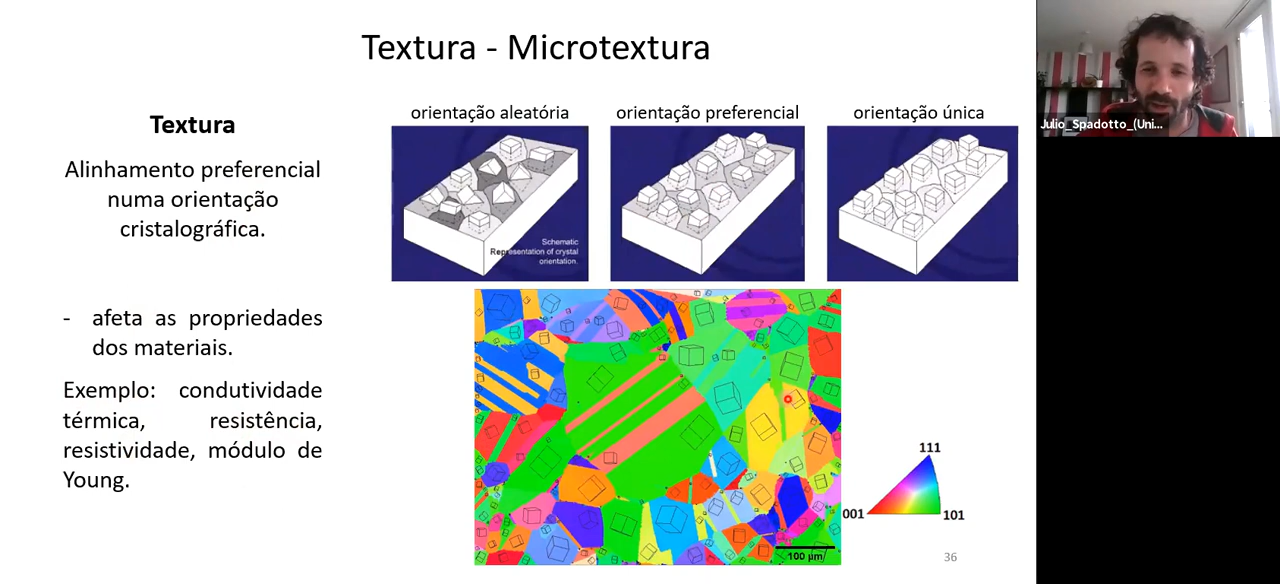 Textura - Microtextura
Textura
Alinhamento preferencial
numa orientação
cristalográfica.
- afeta as propriedades
dos materiais.
Exemplo: condutividade
térmica, resistência,
resistividade, módulo de
Young.
orientação aleatória
orientação preferencial
orientação única
Schematic
Representation of crystal
orientation.
111
001
101
100 µm
36
Julio_Spadotto_(Uni...